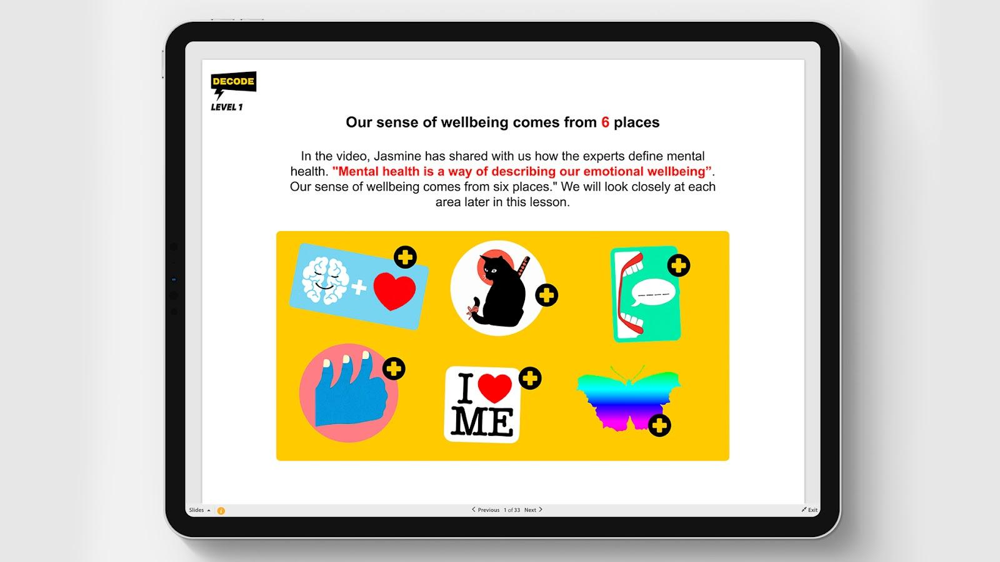 DECODE
LEVEL 1
Our sense of wellbeing comes from 6 places
In the video, Jasmine has shared with us how the experts define mental
health. "Mental health is a way of describing our emotional wellbeing”.
Our sense of wellbeing comes from six places." We will look closely at each
area later in this lesson.
I
ME
Slides
i
Previous 1 of 33 Next
Exit